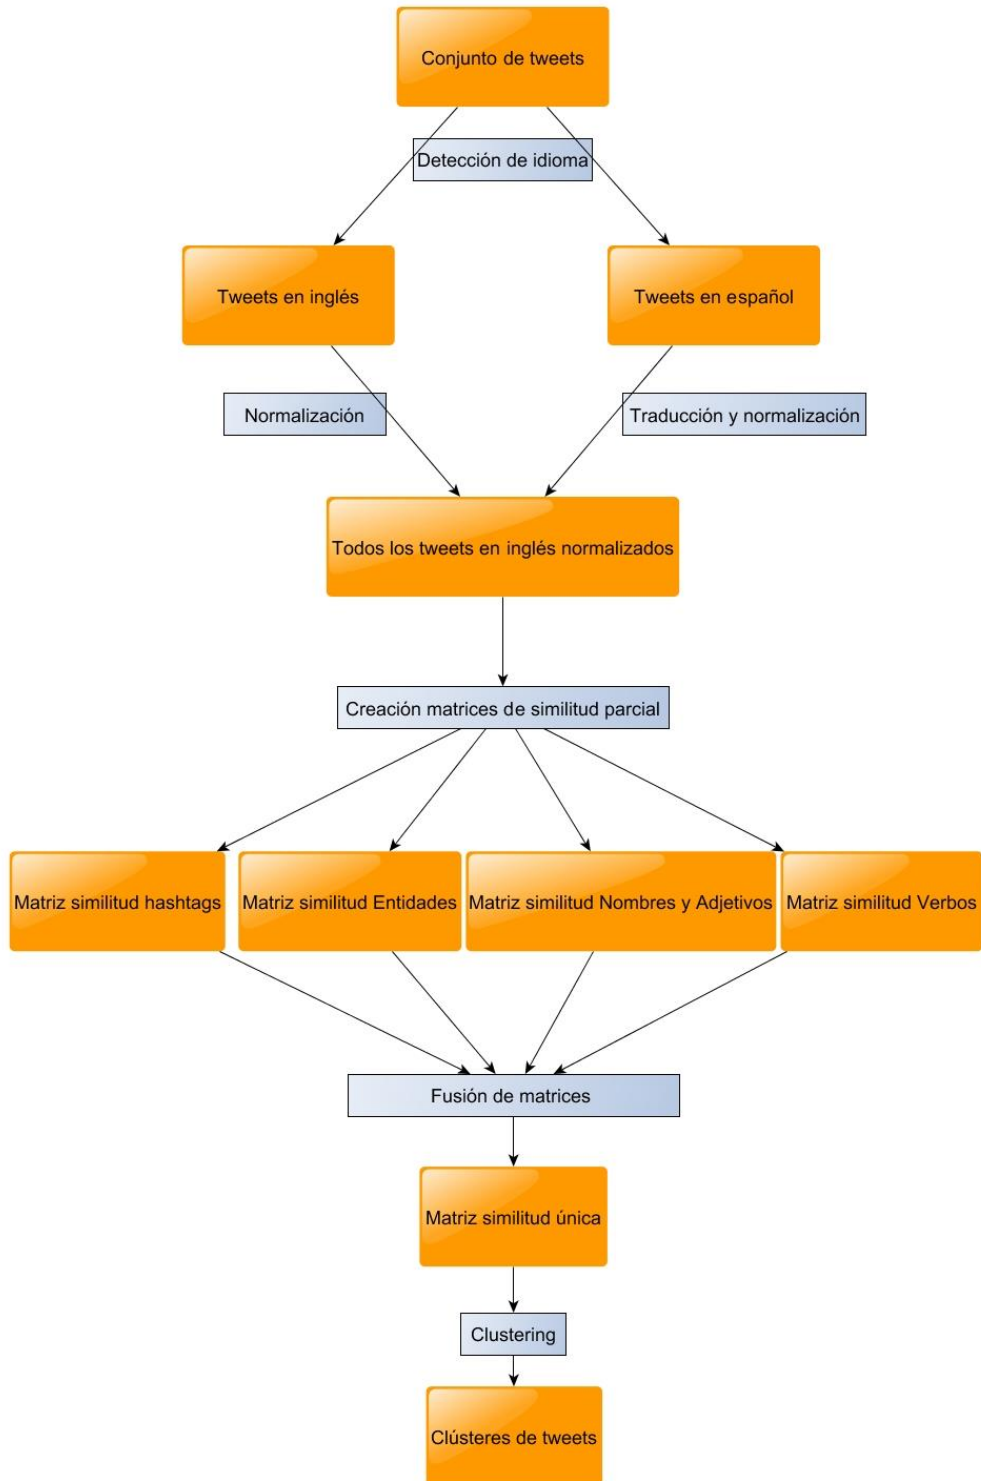 Conjunto de tweets
Detección de idioma
Tweets en inglés
Tweets en español
Normalización
Traducción y normalización
Todos los tweets en inglés normalizados
Creación matrices de similitud parcial
Matriz similitud hashtags
Matriz similitud Entidades
Matriz similitud Nombres y Adjetivos
Matriz similitud Verbos
Fusión de matrices
Matriz similitud única
Clustering
Clústeres de tweets